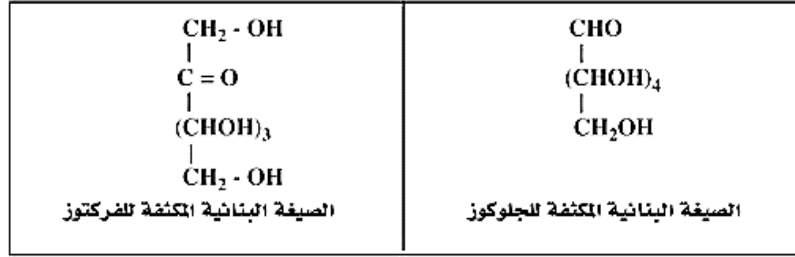 CHO
|
(CHOH)₄
|
CH₂OH
الصيغة البنائية المكثفة للجلوكوز
CH₂ - OH
|
C = O
|
(CHOH)₃
|
CH₂ - OH
الصيغة البنائية المكثفة للفركتوز